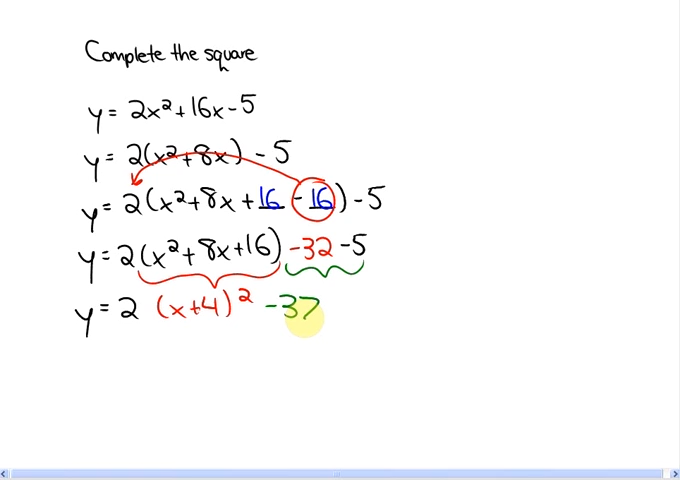 Complete the square
y = 2x² + 16x - 5
y = 2(x² + 8x) - 5
y = 2(x² + 8x + 16 - 16) - 5
y = 2(x² + 8x + 16) - 32 - 5
y = 2 (x + 4)² - 37